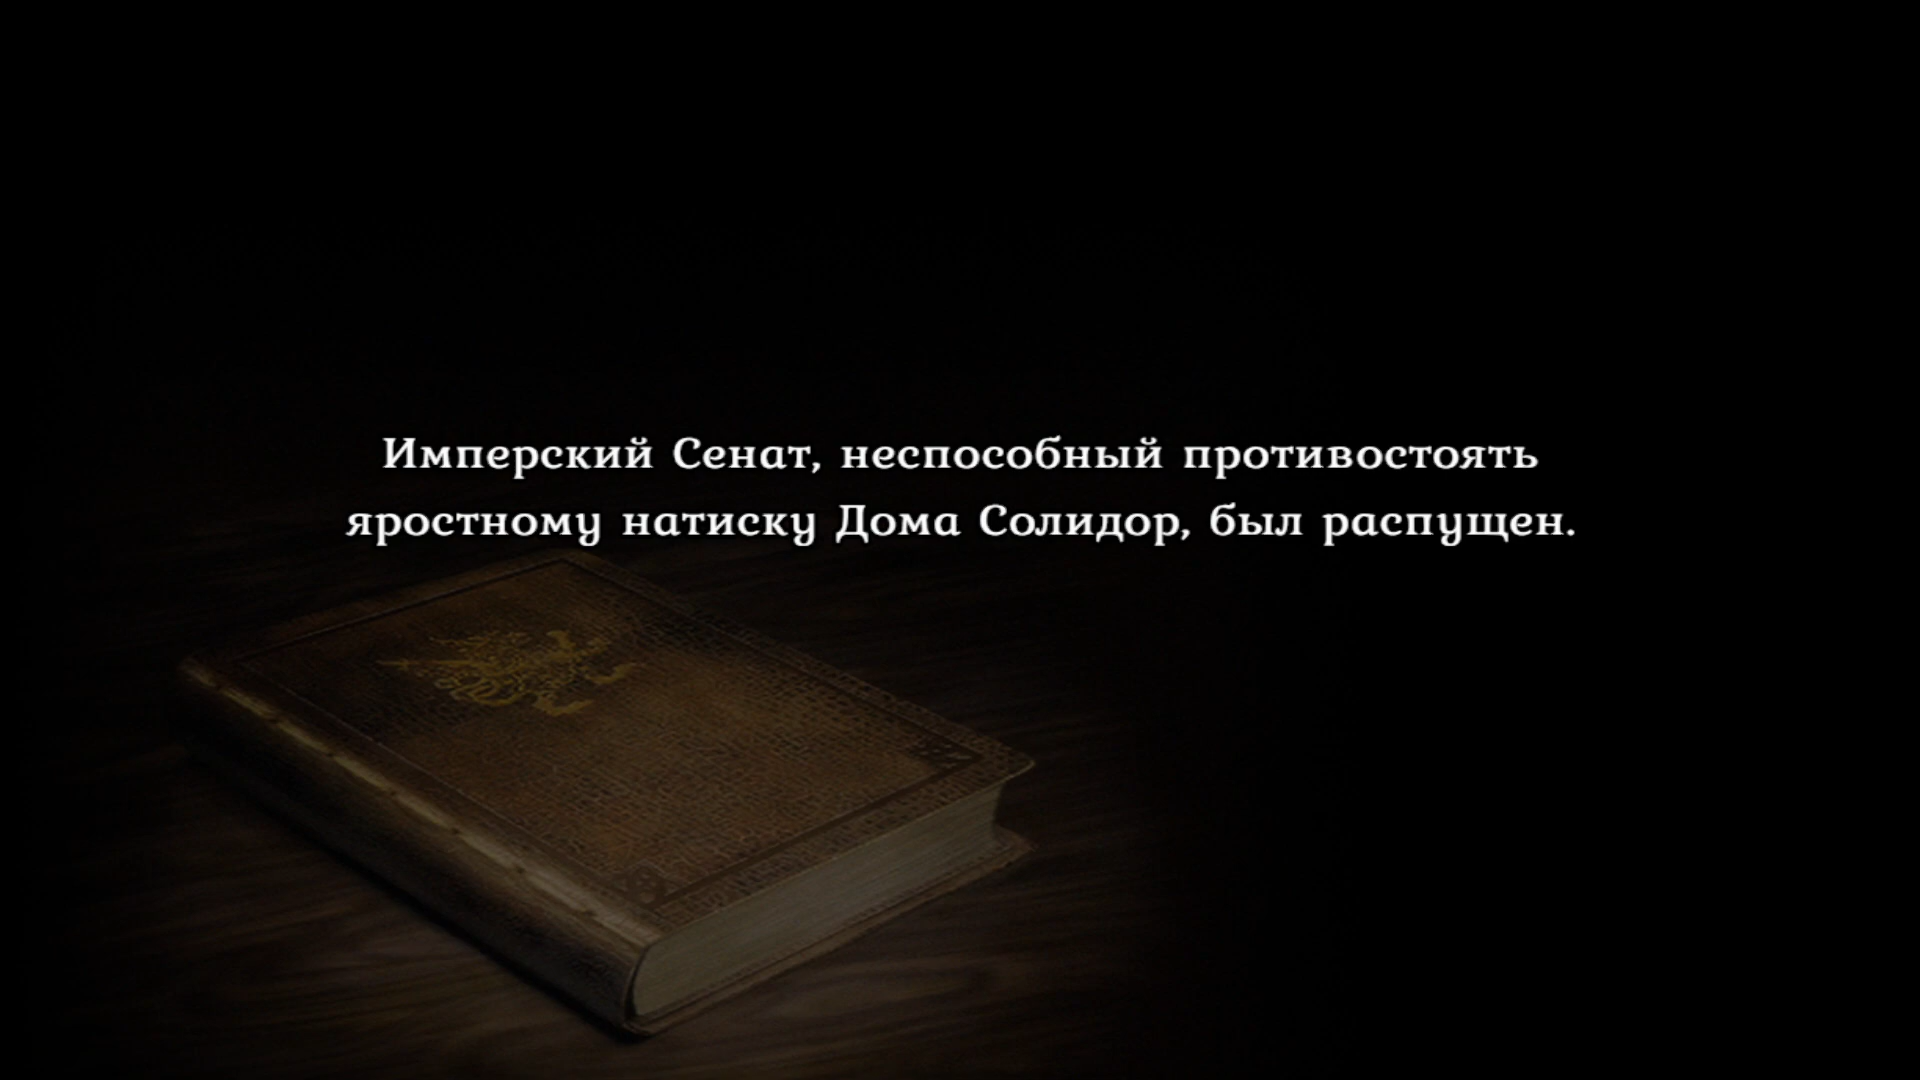 Имперский Сенат, неспособный противостоять
яростному натиску Дома Солидор, был распущен.